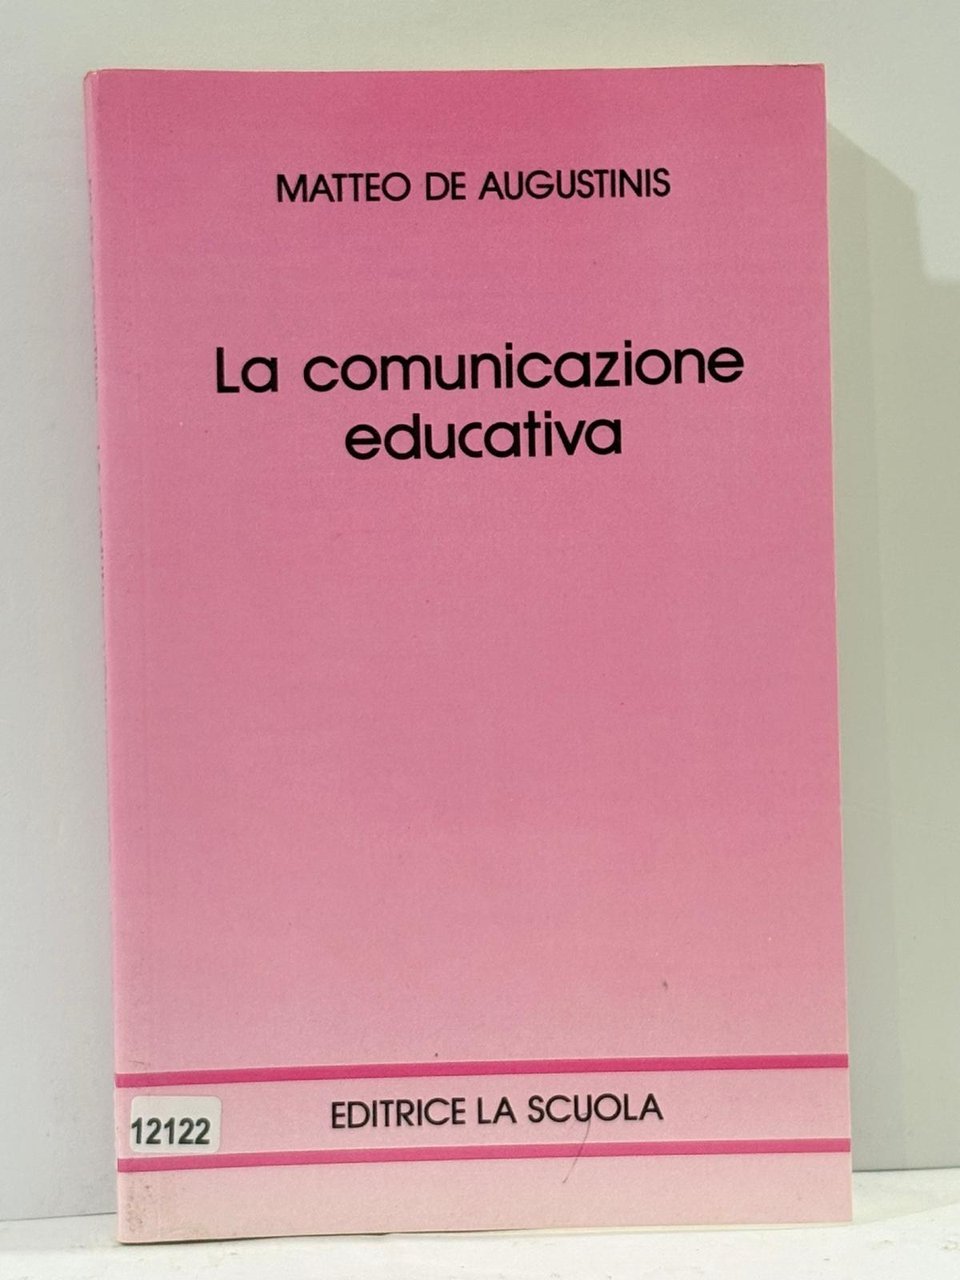 MATTEO DE AUGUSTINIS
La comunicazione
educativa
EDITRICE LA SCUOLA
12122